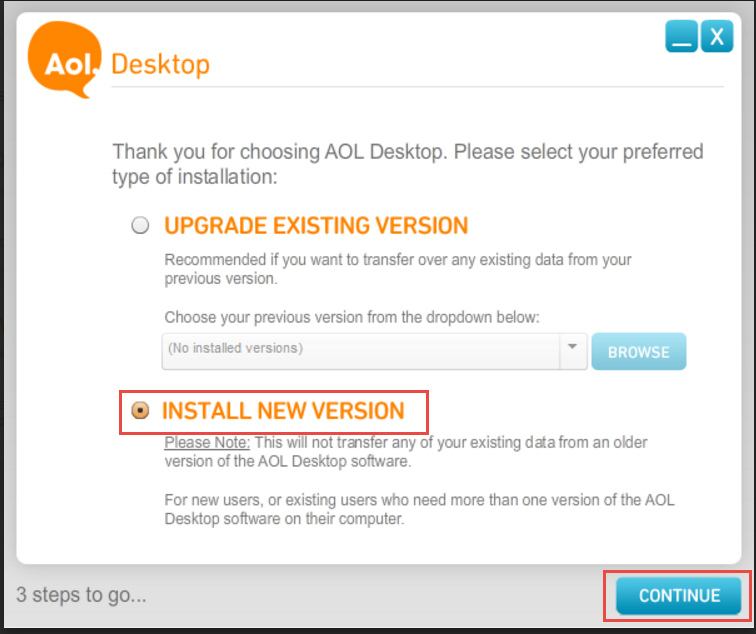 Aol.
Desktop
X
Thank you for choosing AOL Desktop. Please select your preferred
type of installation:
UPGRADE EXISTING VERSION
Recommended if you want to transfer over any existing data from your
previous version.
Choose your previous version from the dropdown below:
(No installed versions)
BROWSE
INSTALL NEW VERSION
Please Note: This will not transfer any of your existing data from an older
version of the AOL Desktop software.
For new users, or existing users who need more than one version of the AOL
Desktop software on their computer.
3 steps to go...
CONTINUE